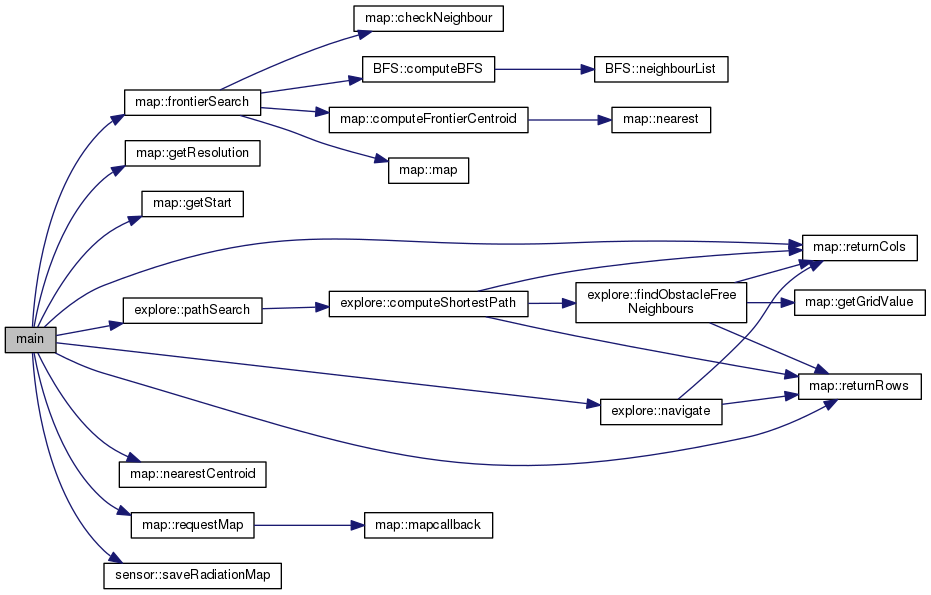 map::checkNeighbour
BFS::computeBFS
BFS::neighbourList
map::frontierSearch
map::computeFrontierCentroid
map::nearest
map::getResolution
map::map
map::getStart
map::returnCols
explore::pathSearch
explore::computeShortestPath
explore::findObstacleFree
Neighbours
map::getGridValue
main
map::returnRows
explore::navigate
map::nearestCentroid
map::requestMap
map::mapcallback
sensor::saveRadiationMap